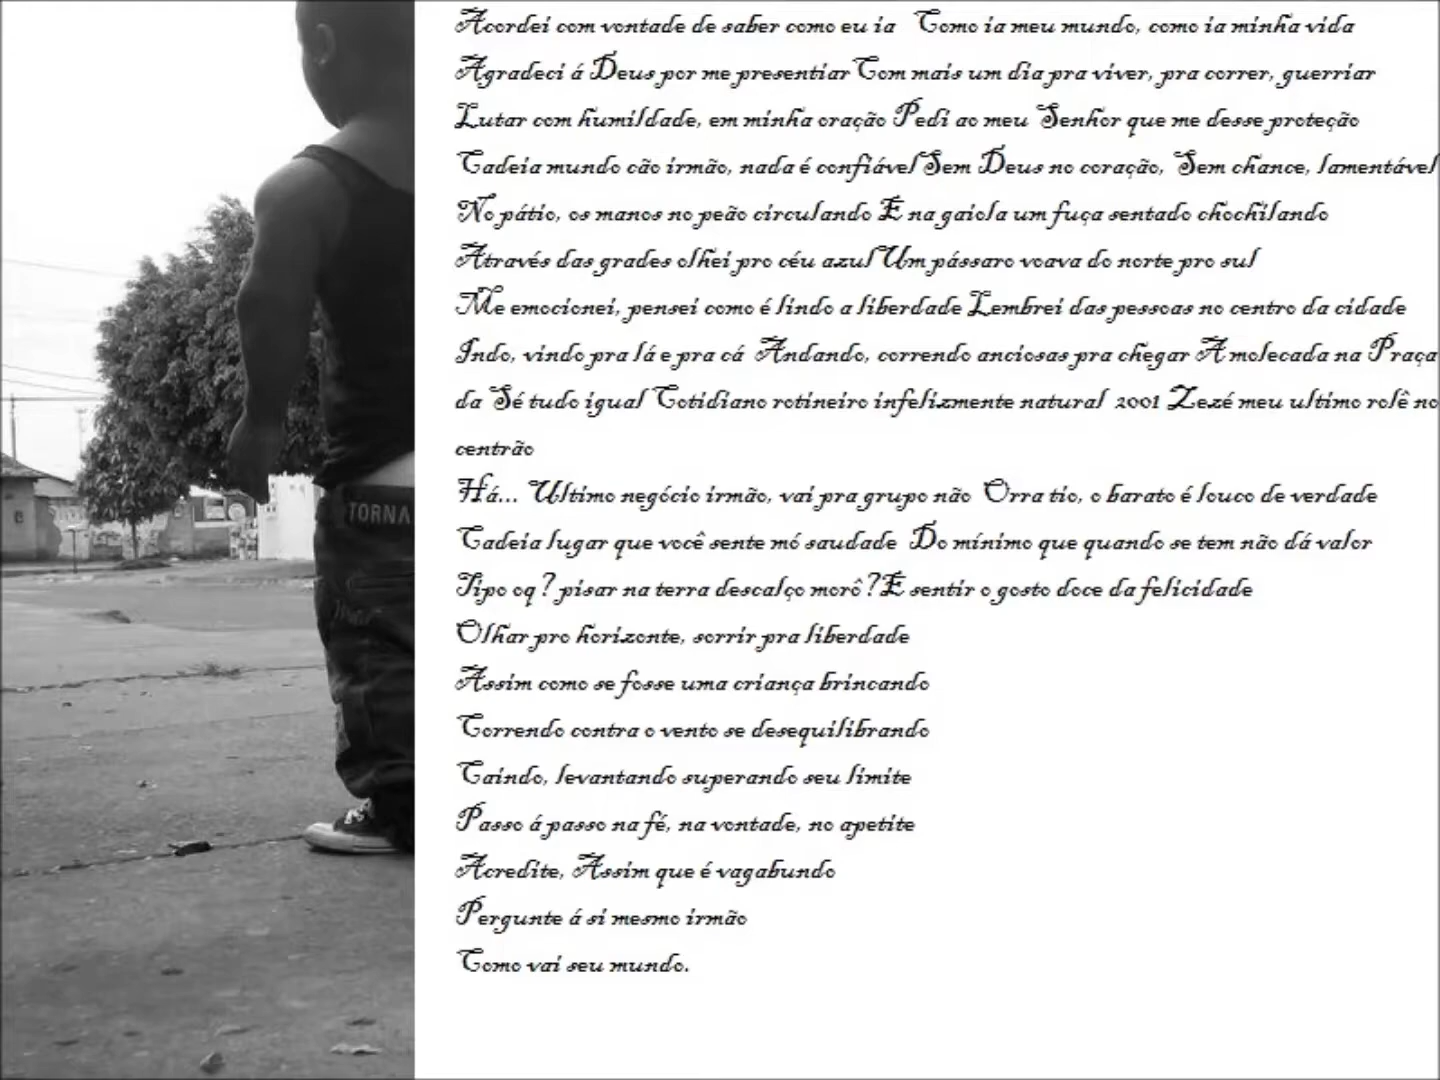 Acordei com vontade de saber como eu ia Como ia meu mundo, como ia minha vida
Agradeci á Deus por me presentiar Com mais um dia pra viver, pra correr, guerriar
Lutar com humildade, em minha oração Pedi ao meu Senhor que me desse proteção
Cadeia mundo cão irmão, nada é confiável Sem Deus no coração, Sem chance, lamentável
No pátio, os manos no peão circulando E na gaiola um fuça sentado chochilando
Através das grades olhei pro céu azul Um pássaro voava do norte pro sul
Me emocionei, pensei como é lindo a liberdade Lembrei das pessoas no centro da cidade
Indo, vindo pra lá e pra cá Andando, correndo anciosas pra chegar A molecada na Praça
da Sé tudo igual Cotidiano rotineiro infelizmente natural 2001 Zezé meu ultimo rolê no
centrão
Há... Ultimo negócio irmão, vai pra grupo não Orra tio, o barato é louco de verdade
Cadeia lugar que você sente mó saudade Do mínimo que quando se tem não dá valor
Tipo oq? pisar na terra descalço morô? E sentir o gosto doce da felicidade
Olhar pro horizonte, sorrir pra liberdade
Assim como se fosse uma criança brincando
Correndo contra o vento se desequilibrando
Caindo, levantando superando seu limite
Passo á passo na fé, na vontade, no apetite
Acredite, Assim que é vagabundo
Pergunte á si mesmo irmão
Como vai seu mundo.
TORNA